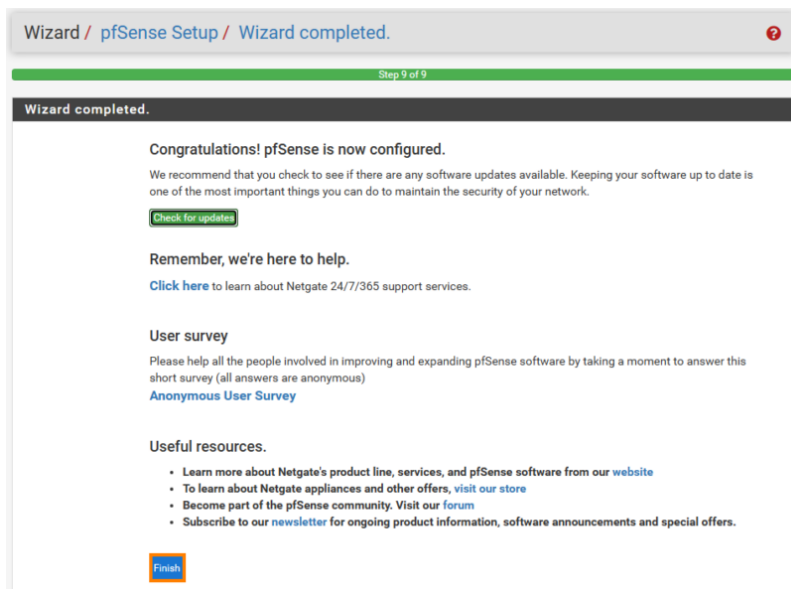 Wizard / pfSense Setup / Wizard completed.
Step 9 of 9
Wizard completed.
Congratulations! pfSense is now configured.
We recommend that you check to see if there are any software updates available. Keeping your software up to date is
one of the most important things you can do to maintain the security of your network.
Check for updates
Remember, we're here to help.
Click here to learn about Netgate 24/7/365 support services.
User survey
Please help all the people involved in improving and expanding pfSense software by taking a moment to answer this
short survey (all answers are anonymous)
Anonymous User Survey
Useful resources.
• Learn more about Netgate's product line, services, and pfSense software from our website
• To learn about Netgate appliances and other offers, visit our store
• Become part of the pfSense community. Visit our forum
• Subscribe to our newsletter for ongoing product information, software announcements and special offers.
Finish